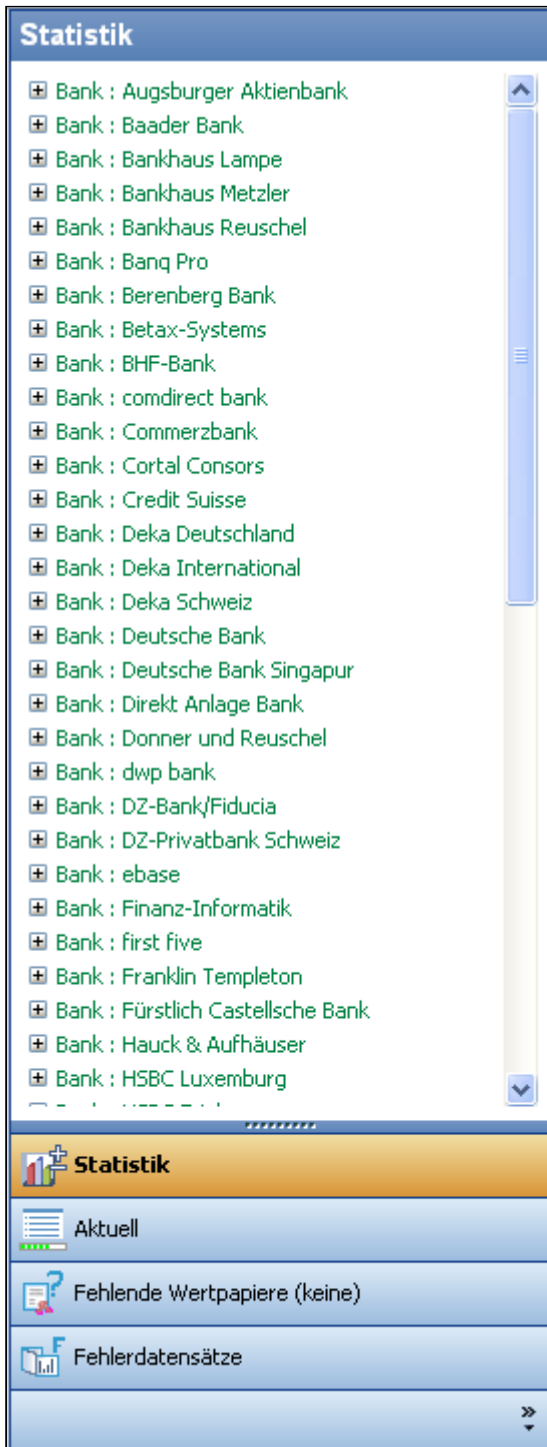 Statistik
Bank : Augsburger Aktienbank
Bank : Baader Bank
Bank : Bankhaus Lampe
Bank : Bankhaus Metzler
Bank : Bankhaus Reuschel
Bank : Banq Pro
Bank : Berenberg Bank
Bank : Betax-Systems
Bank : BHF-Bank
Bank : comdirect bank
Bank : Commerzbank
Bank : Cortal Consors
Bank : Credit Suisse
Bank : Deka Deutschland
Bank : Deka International
Bank : Deka Schweiz
Bank : Deutsche Bank
Bank : Deutsche Bank Singapur
Bank : Direkt Anlage Bank
Bank : Donner und Reuschel
Bank : dwp bank
Bank : DZ-Bank/Fiducia
Bank : DZ-Privatbank Schweiz
Bank : ebase
Bank : Finanz-Informatik
Bank : first five
Bank : Franklin Templeton
Bank : Fürstlich Castellsche Bank
Bank : Hauck & Aufhäuser
Bank : HSBC Luxemburg
Statistik
Aktuell
Fehlende Wertpapiere (keine)
Fehlerdatensätze